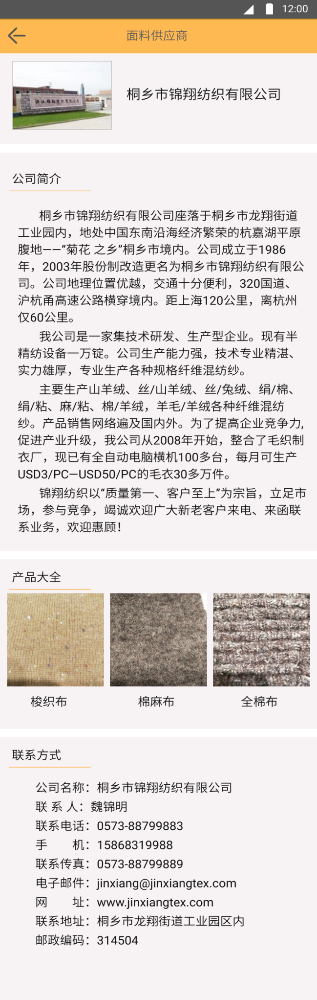 12:00
面料供应商
浙江锦翔纺织有限公司
桐乡市锦翔纺织有限公司
公司简介
桐乡市锦翔纺织有限公司座落于桐乡市龙翔街道
工业园内，地处中国东南沿海经济繁荣的杭嘉湖平原
腹地——“菊花 之乡”桐乡市境内。公司成立于1986
年，2003年股份制改造更名为桐乡市锦翔纺织有限公
司。公司地理位置优越，交通十分便利，320国道、
沪杭甬高速公路横穿境内。距上海120公里，离杭州
仅60公里。
我公司是一家集技术研发、生产型企业。现有半
精纺设备一万锭。公司生产能力强，技术专业精湛、
实力雄厚，专业生产各种规格纤维混纺纱。
主要生产山羊绒、丝/山羊绒、丝/兔绒、绢/棉、
绢/粘、麻/粘、棉/羊绒，羊毛/羊绒各种纤维混纺
纱。产品销售网络遍及国内外。为了提高企业竞争力,
促进产业升级，我公司从2008年开始，整合了毛织制
衣厂，现已有全自动电脑横机100多台，每月可生产
USD3/PC—USD50/PC的毛衣30多万件。
锦翔纺织以“质量第一、客户至上”为宗旨，立足市
场，参与竞争，竭诚欢迎广大新老客户来电、来函联
系业务，欢迎惠顾！
产品大全
梭织布
棉麻布
全棉布
联系方式
公司名称：桐乡市锦翔纺织有限公司
联 系 人：魏锦明
联系电话：0573-88799883
手　　机：15868319988
联系传真：0573-88799889
电子邮件：jinxiang@jinxiangtex.com
网　　址：www.jinxiangtex.com
联系地址：桐乡市龙翔街道工业园区内
邮政编码：314504